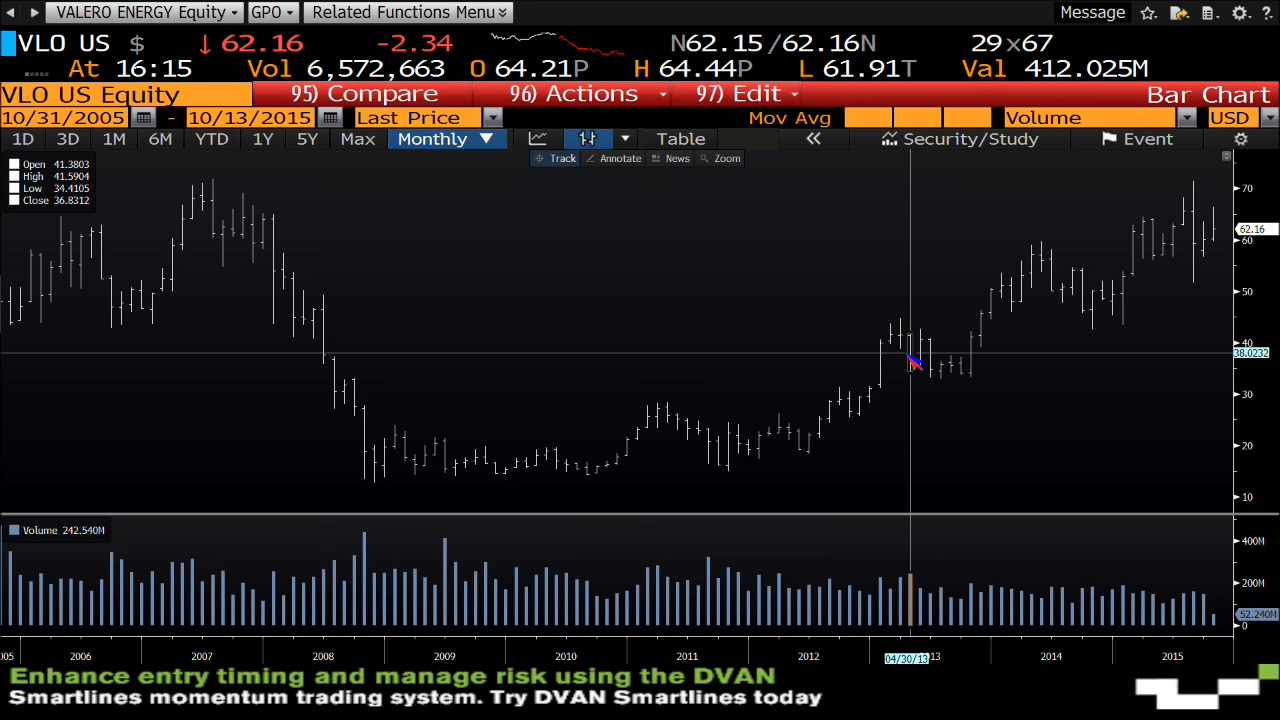 VALERO ENERGY Equity GPO Related Functions Menu Message
VLO US $ ↓ 62.16 -2.34 N62.15 /62.16N 29 x67
At 16:15 Vol 6,572,663 O 64.21P H 64.44P L 61.91T Val 412.025M
VLO US Equity 95) Compare 96) Actions 97) Edit Bar Chart
10/31/2005 - 10/13/2015 Last Price Mov Avg Volume USD
1D 3D 1M 6M YTD 1Y 5Y Max Monthly ▼ Table « Security/Study Event
Track Annotate News Zoom
Open 41.3803
High 41.5904
Low 34.4105
Close 36.8312
70
62.16
60
50
40
38.0232
30
20
10
Volume 242.540M
400M
200M
52.240M
0
005 2006 2007 2008 2009 2010 2011 2012 04/30/13 13 2014 2015
Enhance entry timing and manage risk using the DVAN
Smartlines momentum trading system. Try DVAN Smartlines today